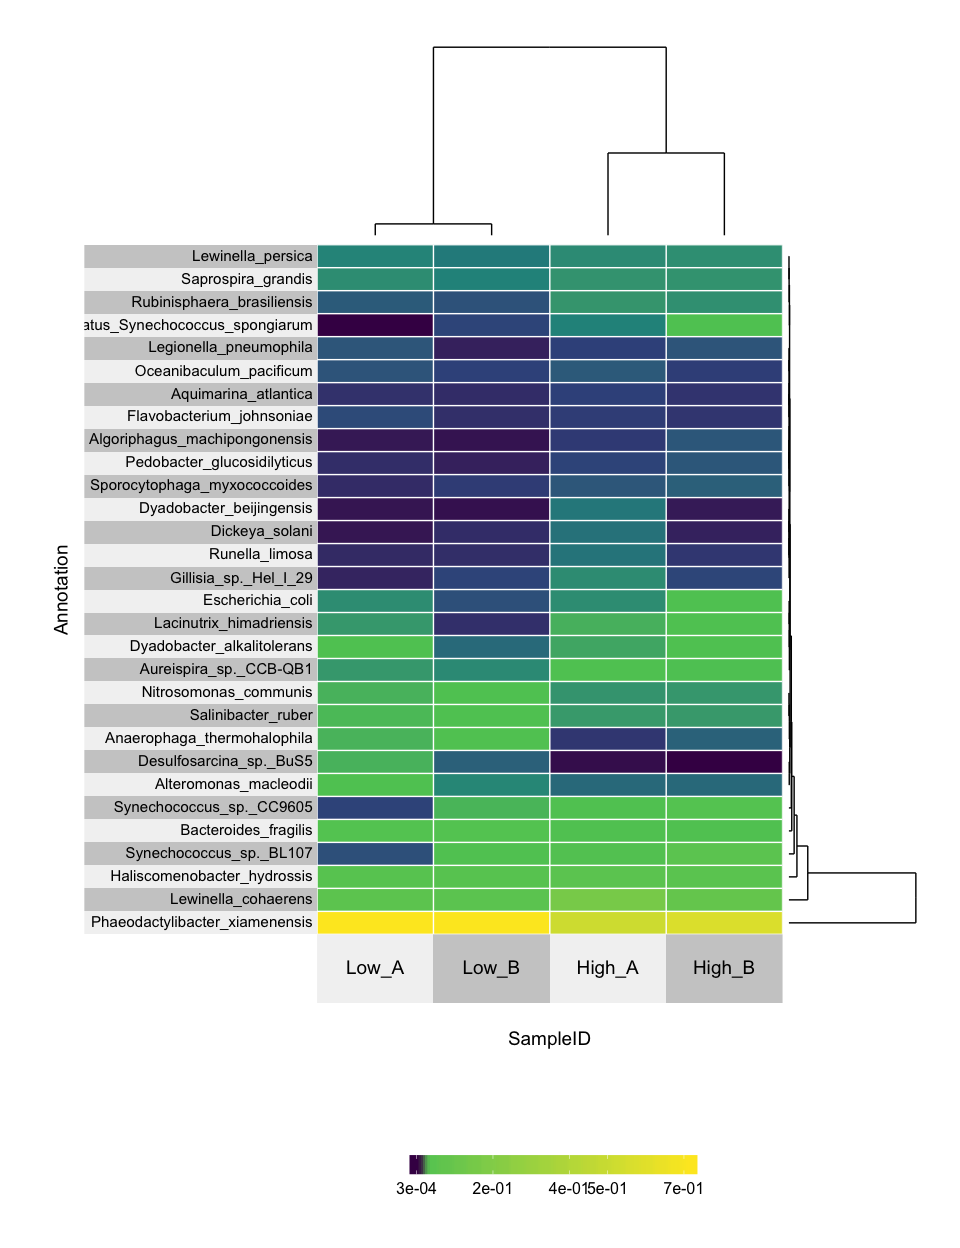 Lewinella_persica
Saprospira_grandis
Rubinisphaera_brasiliensis
atus_Synechococcus_spongiarum
Legionella_pneumophila
Oceanibaculum_pacificum
Aquimarina_atlantica
Flavobacterium_johnsoniae
Algoriphagus_machipongonensis
Pedobacter_glucosidilyticus
Sporocytophaga_myxococcoides
Dyadobacter_beijingensis
Dickeya_solani
Runella_limosa
Gillisia_sp._Hel_I_29
Escherichia_coli
Lacinutrix_himadriensis
Dyadobacter_alkalitolerans
Aureispira_sp._CCB-QB1
Nitrosomonas_communis
Salinibacter_ruber
Anaerophaga_thermohalophila
Desulfosarcina_sp._BuS5
Alteromonas_macleodii
Synechococcus_sp._CC9605
Bacteroides_fragilis
Synechococcus_sp._BL107
Haliscomenobacter_hydrossis
Lewinella_cohaerens
Phaeodactylibacter_xiamenensis
Annotation
Low_A Low_B High_A High_B
SampleID
3e-04 2e-01 4e-01 5e-01 7e-01